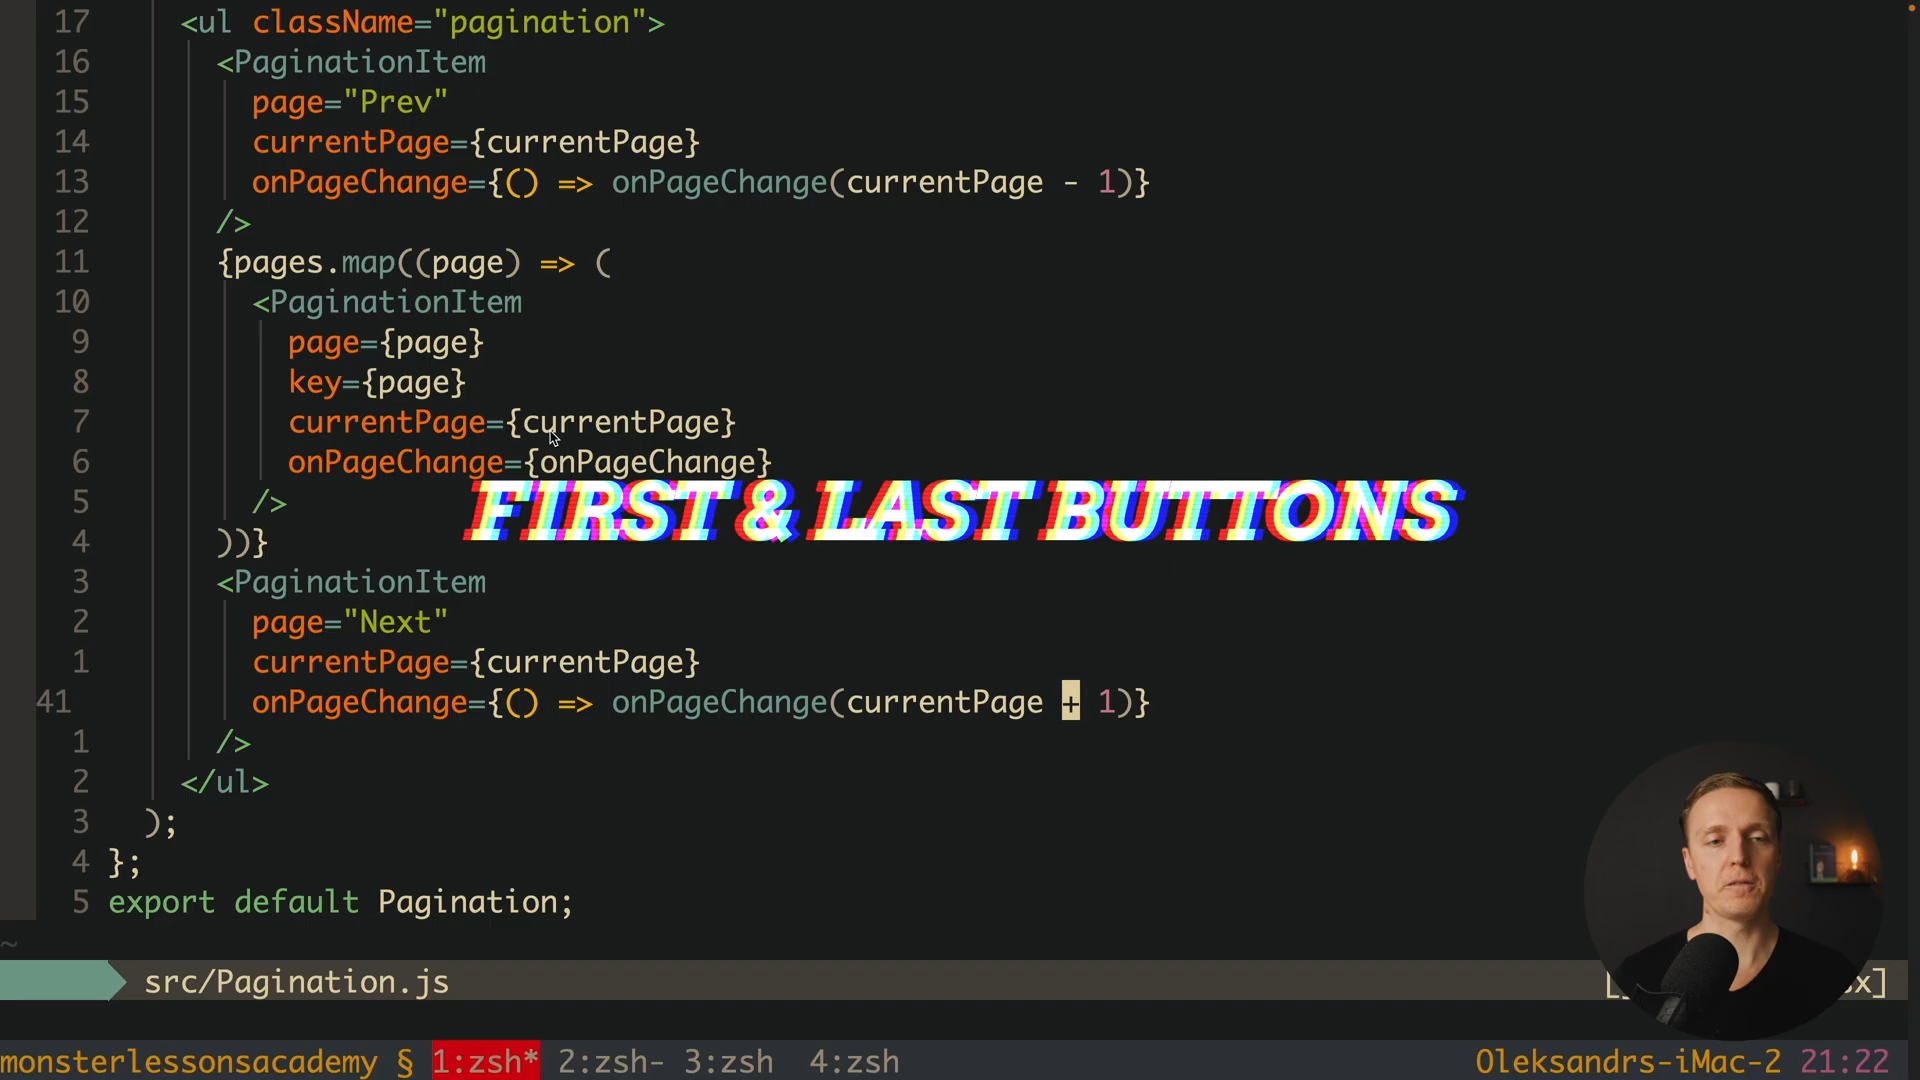 17 <ul className="pagination">
16 <PaginationItem
15 page="Prev"
14 currentPage={currentPage}
13 onPageChange={() => onPageChange(currentPage - 1)}
12 />
11 {pages.map((page) => (
10 <PaginationItem
9 page={page}
8 key={page}
7 currentPage={currentPage}
6 onPageChange={onPageChange}
5 />
FIRST & LAST BUTTONS
4 ))}
3 <PaginationItem
2 page="Next"
1 currentPage={currentPage}
41 onPageChange={() => onPageChange(currentPage + 1)}
1 />
2 </ul>
3 );
4 };
5 export default Pagination;
~
src/Pagination.js
monsterlessonsacademy § 1:zsh* 2:zsh- 3:zsh 4:zsh Oleksandrs-iMac-2 21:22